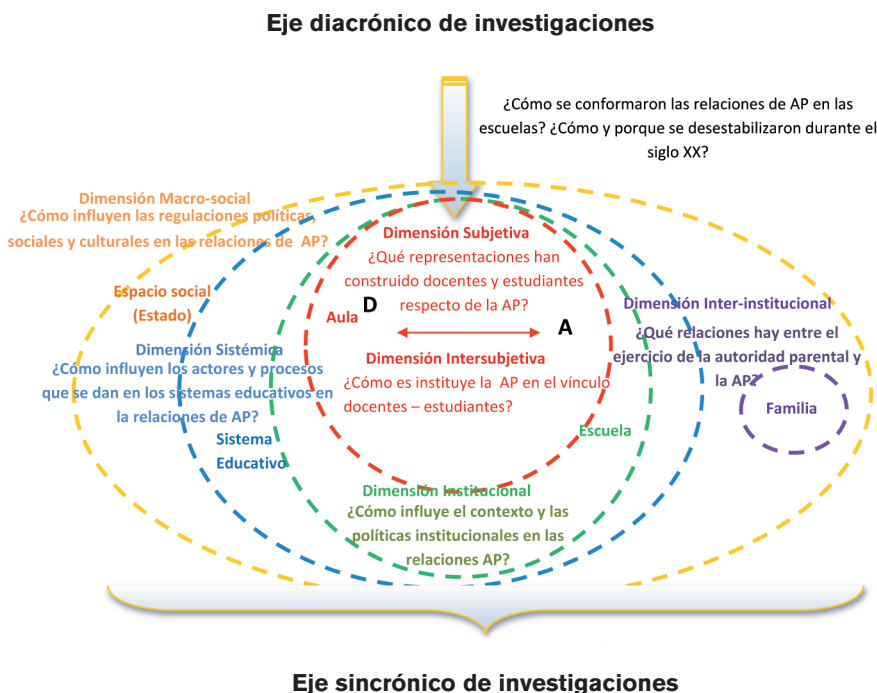 Eje diacrónico de investigaciones
¿Cómo se conformaron las relaciones de AP en las
escuelas? ¿Cómo y porque se desestabilizaron durante el
siglo XX?
Dimensión Macro-social
¿Cómo influyen las regulaciones políticas,
sociales y culturales en las relaciones de AP?
Espacio social
(Estado)
Dimensión Sistémica
¿Cómo influyen los actores y procesos
que se dan en los sistemas educativos en
la relaciones de AP?
Sistema
Educativo
Dimensión Subjetiva
¿Qué representaciones han
construido docentes y estudiantes
respecto de la AP?
Aula
D
A
Dimensión Intersubjetiva
¿Cómo es instituye la AP en el vínculo
docentes – estudiantes?
Escuela
Dimensión Institucional
¿Cómo influye el contexto y las
políticas institucionales en las
relaciones AP?
Dimensión Inter-institucional
¿Qué relaciones hay entre el
ejercicio de la autoridad parental y
la AP?
Familia
Eje sincrónico de investigaciones